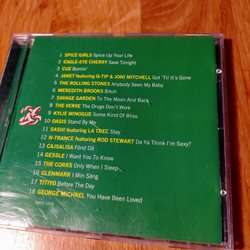 1 SPICE GIRLS Spice Up Your Life
2 EAGLE-EYE CHERRY Save Tonight
3 CUE Burnin'
4 JANET featuring Q-TIP & JONI MITCHELL Got 'Til It's Gone
5 THE ROLLING STONES Anybody Seen My Baby
6 MEREDITH BROOKS Bitch
7 SAVAGE GARDEN To The Moon And Back
8 THE VERVE The Drugs Don't Work
9 KYLIE MINOGUE Some Kind Of Bliss
10 OASIS Stand By Me
11 SASH! featuring LA TREC Stay
12 N-TRANCE featuring ROD STEWART Da Ya Think I'm Sexy?
13 CAJSALISA Först Då
14 GESSLE I Want You To Know
15 THE CORRS Only When I Sleep
16 GLENMARK I Min Säng
17 TITIYO Before The Day
18 GEORGE MICHAEL You Have Been Loved